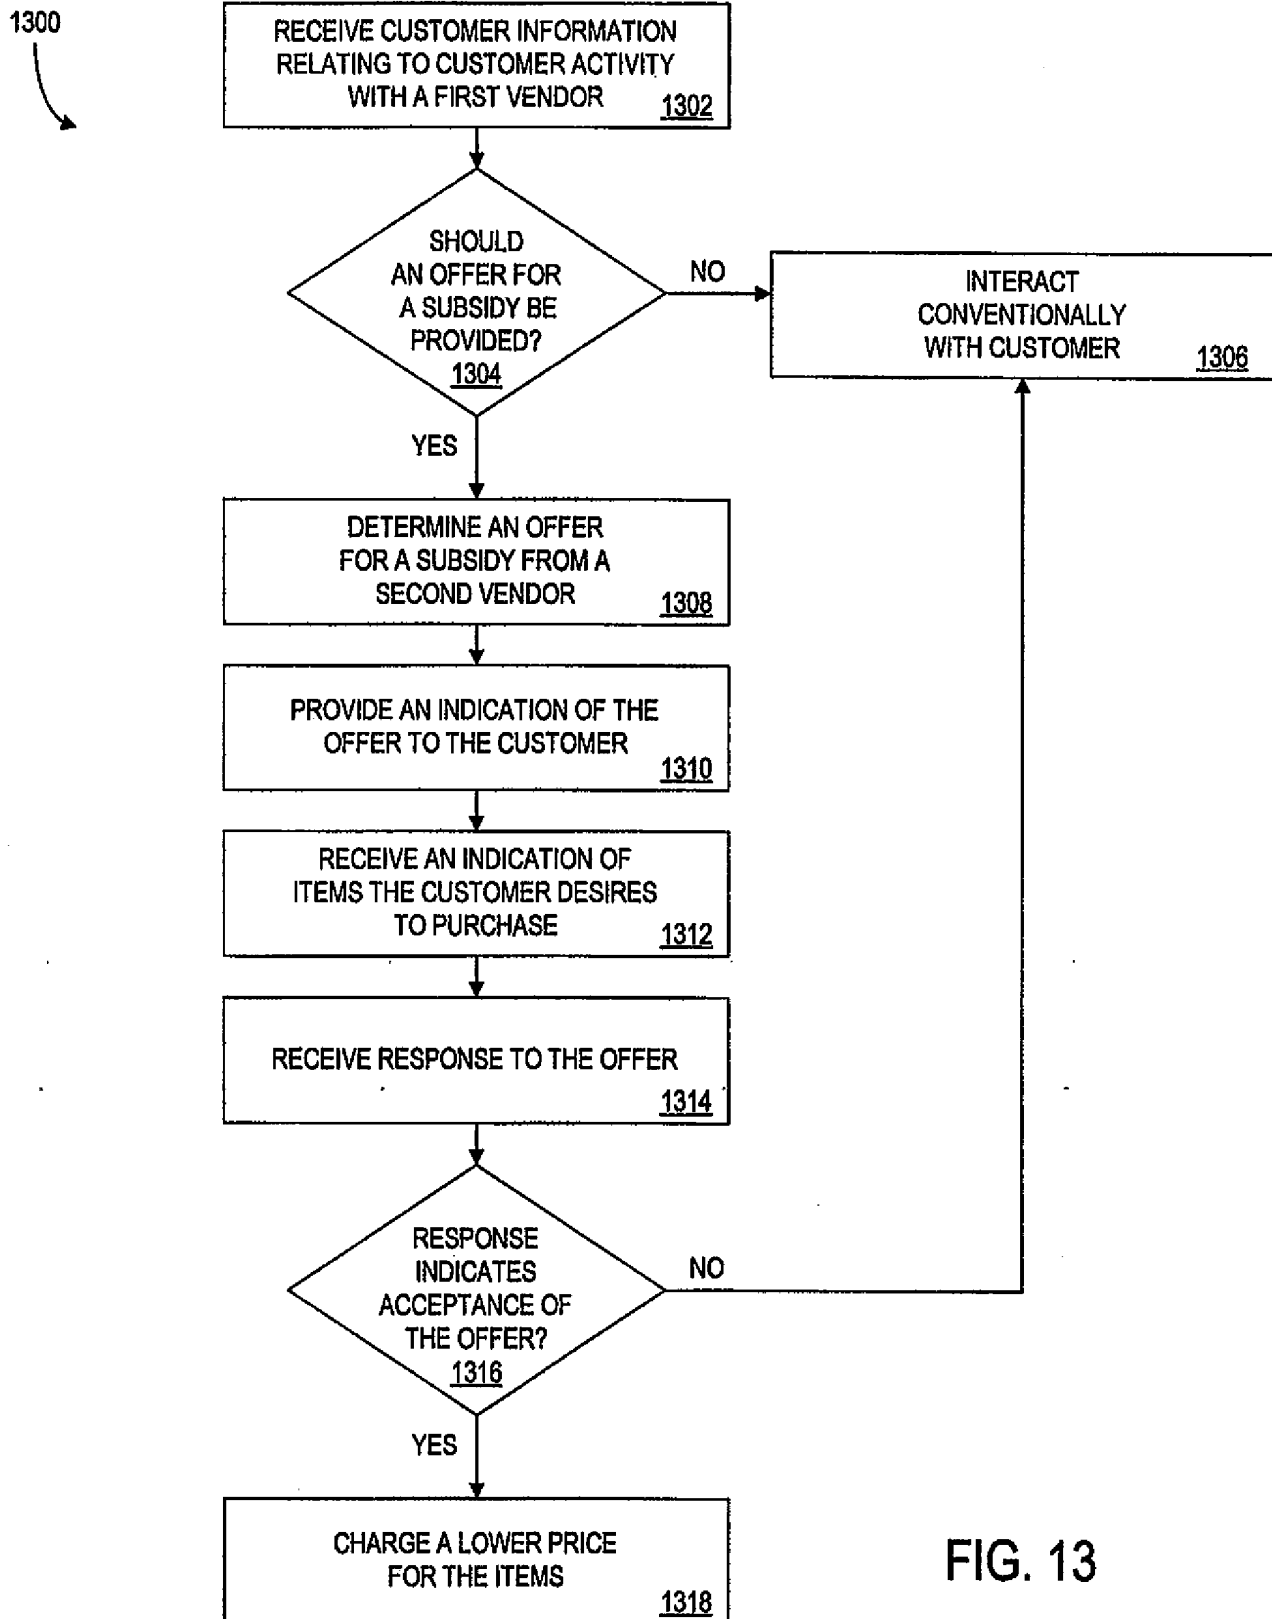 1300
RECEIVE CUSTOMER INFORMATION
RELATING TO CUSTOMER ACTIVITY
WITH A FIRST VENDOR
1302
SHOULD
AN OFFER FOR
A SUBSIDY BE
PROVIDED?
1304
NO
INTERACT
CONVENTIONALLY
WITH CUSTOMER
1306
YES
DETERMINE AN OFFER
FOR A SUBSIDY FROM A
SECOND VENDOR
1308
PROVIDE AN INDICATION OF THE
OFFER TO THE CUSTOMER
1310
RECEIVE AN INDICATION OF
ITEMS THE CUSTOMER DESIRES
TO PURCHASE
1312
RECEIVE RESPONSE TO THE OFFER
1314
RESPONSE
INDICATES
ACCEPTANCE OF
THE OFFER?
1316
NO
YES
CHARGE A LOWER PRICE
FOR THE ITEMS
1318
FIG. 13